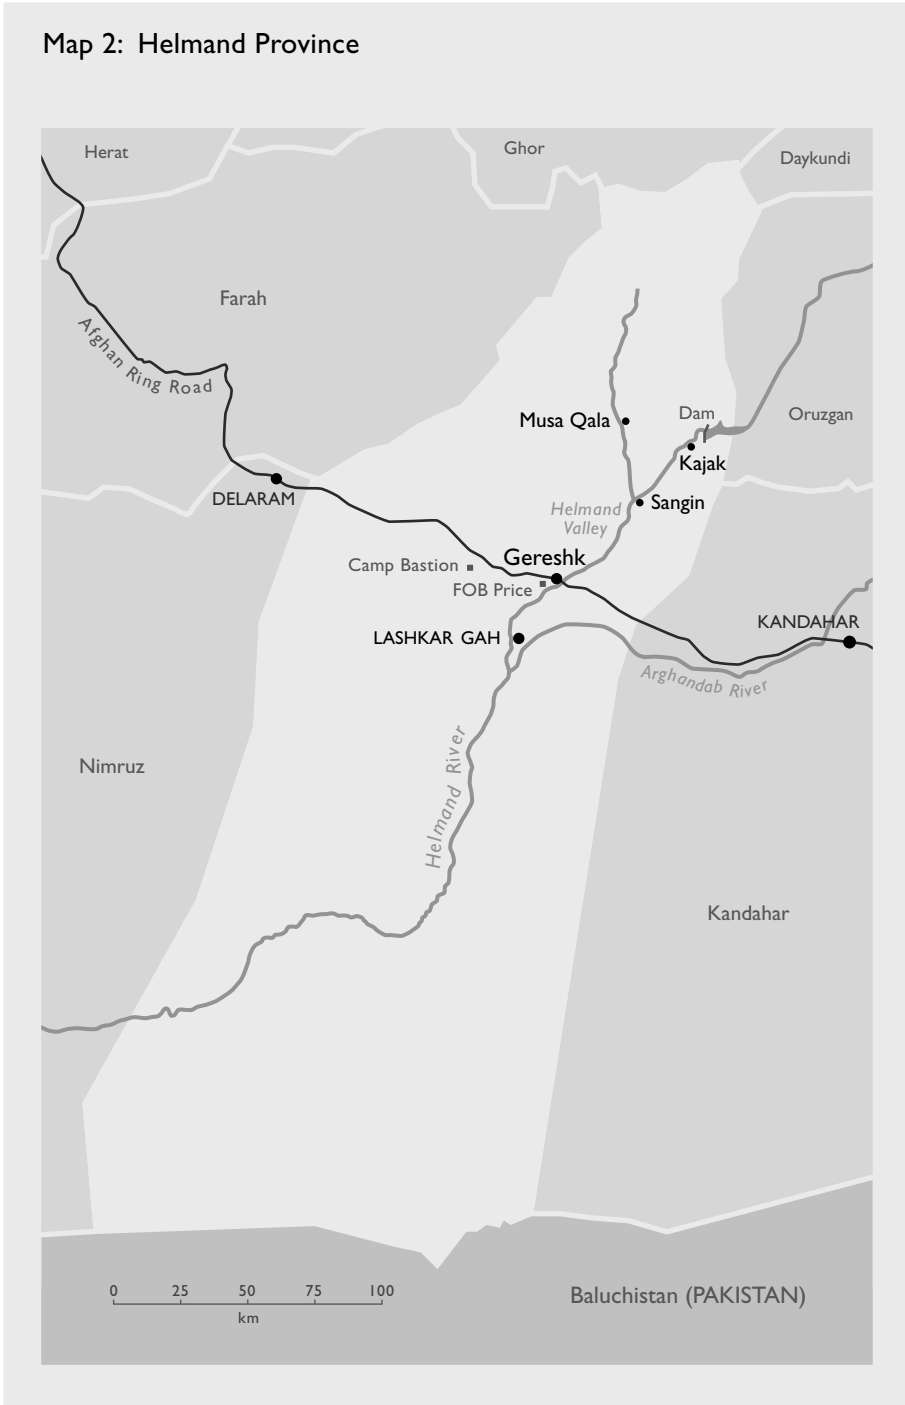 Map 2: Helmand Province
Herat
Ghor
Daykundi
Farah
Afghan Ring Road
Musa Qala
Dam
Oruzgan
Kajak
DELARAM
Sangin
Helmand
Valley
Gereshk
Camp Bastion
FOB Price
KANDAHAR
LASHKAR GAH
Arghandab River
Helmand River
Nimruz
Kandahar
0 25 50 75 100
km
Baluchistan (PAKISTAN)